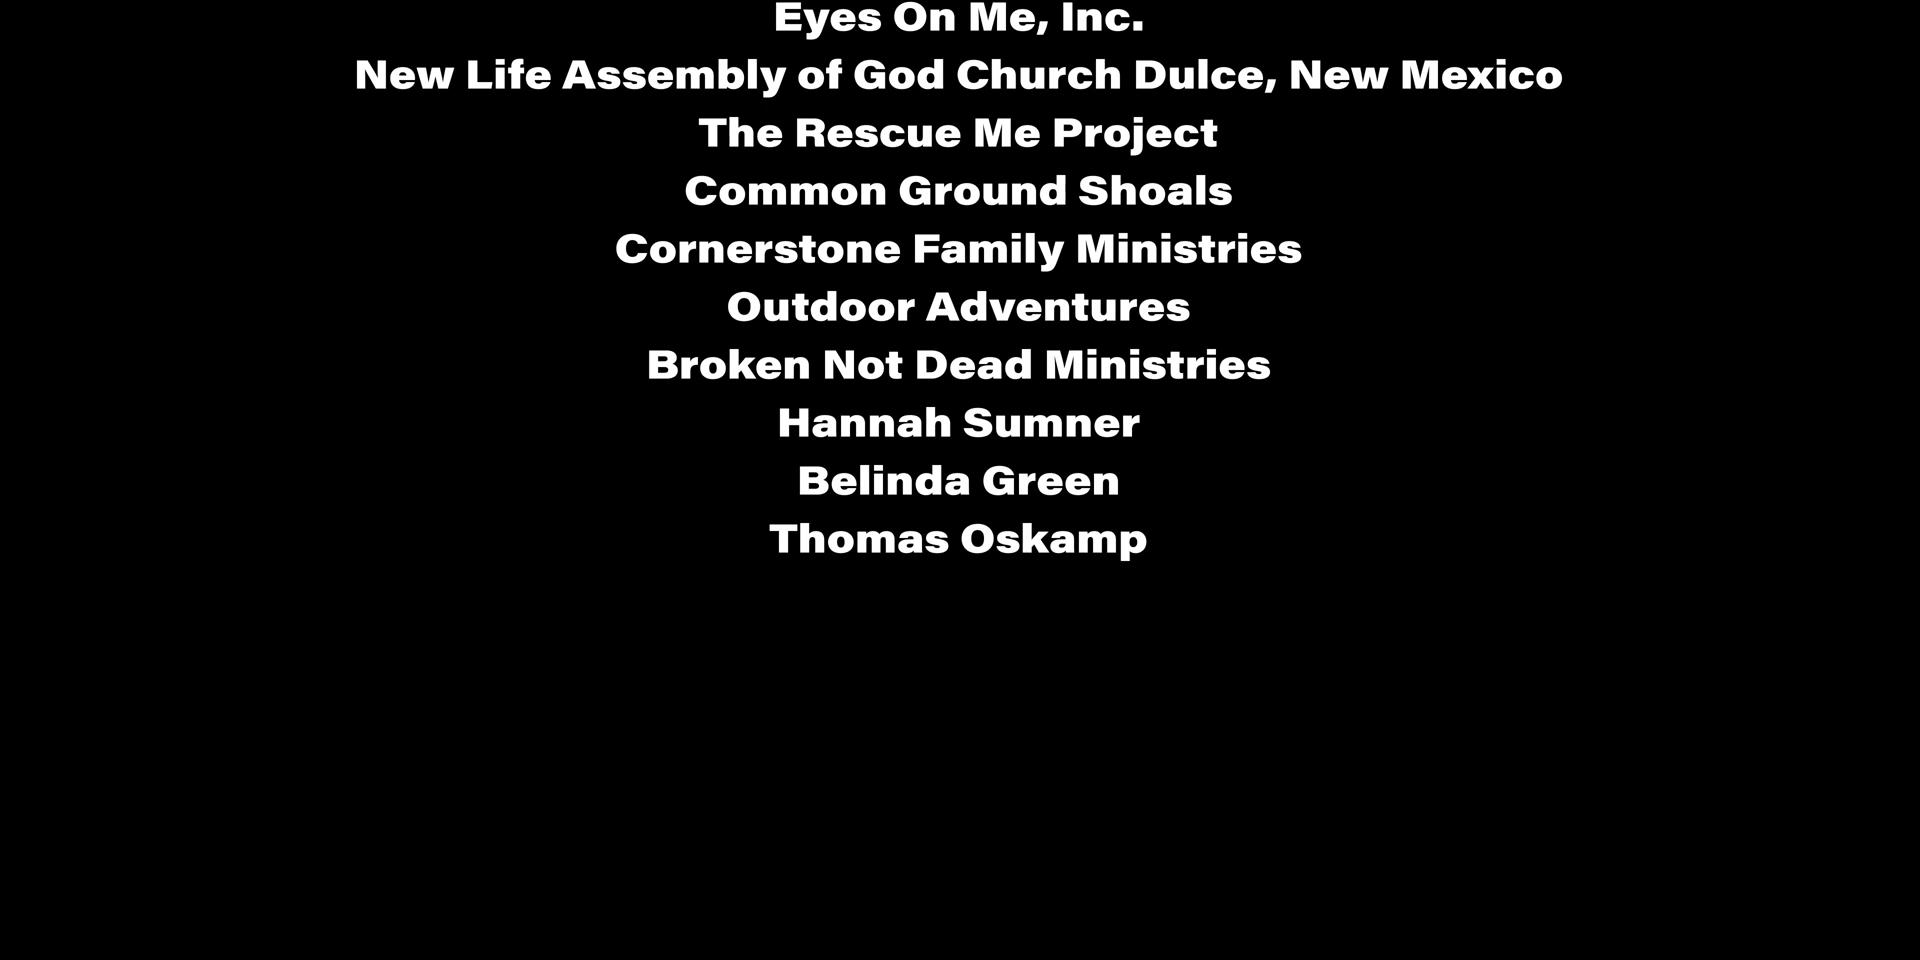 Eyes On Me, Inc.
New Life Assembly of God Church Dulce, New Mexico
The Rescue Me Project
Common Ground Shoals
Cornerstone Family Ministries
Outdoor Adventures
Broken Not Dead Ministries
Hannah Sumner
Belinda Green
Thomas Oskamp